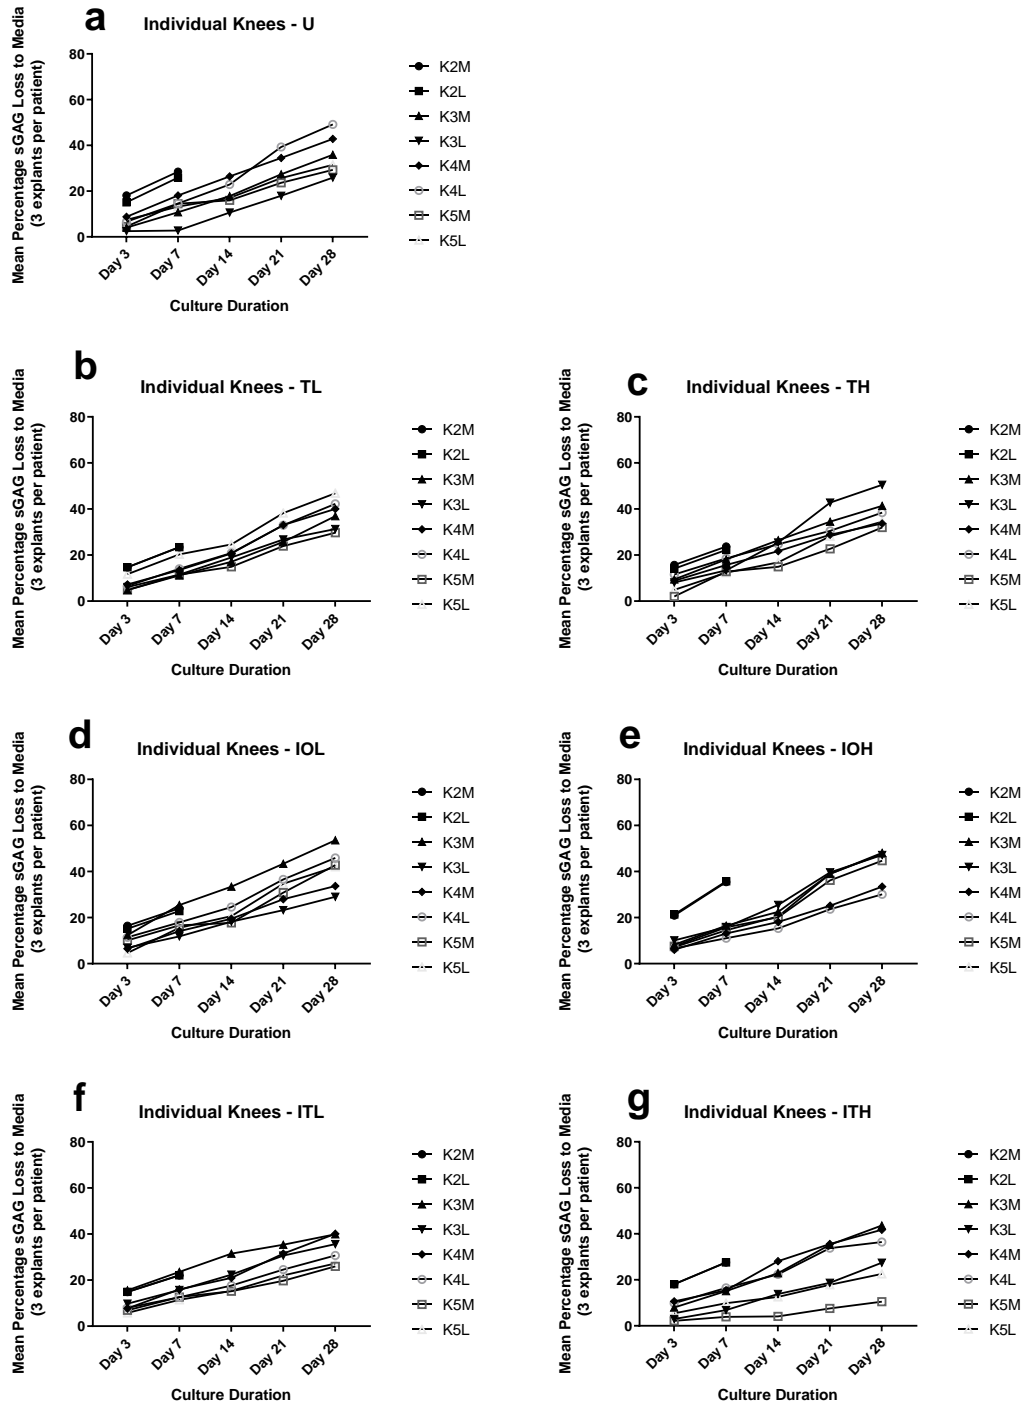 a
Individual Knees - U
Mean Percentage sGAG Loss to Media
(3 explants per patient)
80
60
40
20
0
Day 3
Day 7
Day 14
Day 21
Day 28
Culture Duration
K2M
K2L
K3M
K3L
K4M
K4L
K5M
K5L
b
Individual Knees - TL
Mean Percentage sGAG Loss to Media
(3 explants per patient)
80
60
40
20
0
Day 3
Day 7
Day 14
Day 21
Day 28
Culture Duration
K2M
K2L
K3M
K3L
K4M
K4L
K5M
K5L
c
Individual Knees - TH
Mean Percentage sGAG Loss to Media
(3 explants per patient)
80
60
40
20
0
Day 3
Day 7
Day 14
Day 21
Day 28
Culture Duration
K2M
K2L
K3M
K3L
K4M
K4L
K5M
K5L
d
Individual Knees - IOL
Mean Percentage sGAG Loss to Media
(3 explants per patient)
80
60
40
20
0
Day 3
Day 7
Day 14
Day 21
Day 28
Culture Duration
K2M
K2L
K3M
K3L
K4M
K4L
K5M
K5L
e
Individual Knees - IOH
Mean Percentage sGAG Loss to Media
(3 explants per patient)
80
60
40
20
0
Day 3
Day 7
Day 14
Day 21
Day 28
Culture Duration
K2M
K2L
K3M
K3L
K4M
K4L
K5M
K5L
f
Individual Knees - ITL
Mean Percentage sGAG Loss to Media
(3 explants per patient)
80
60
40
20
0
Day 3
Day 7
Day 14
Day 21
Day 28
Culture Duration
K2M
K2L
K3M
K3L
K4M
K4L
K5M
K5L
g
Individual Knees - ITH
Mean Percentage sGAG Loss to Media
(3 explants per patient)
80
60
40
20
0
Day 3
Day 7
Day 14
Day 21
Day 28
Culture Duration
K2M
K2L
K3M
K3L
K4M
K4L
K5M
K5L